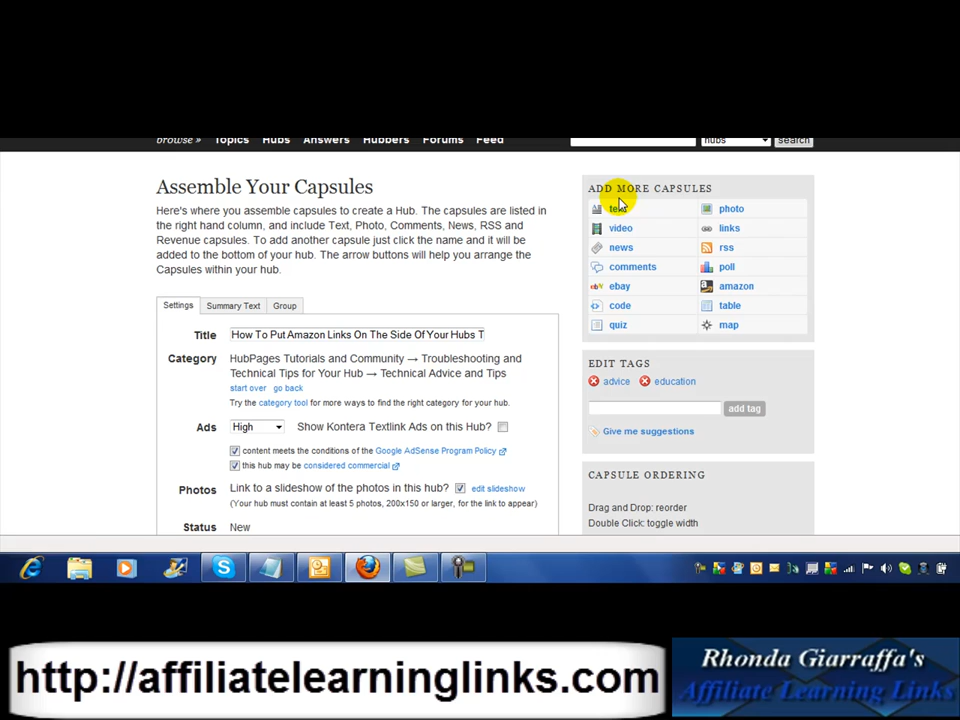 browse » Topics Hubs Answers Hubbers Forums Feed hubs search
Assemble Your Capsules
Here's where you assemble capsules to create a Hub. The capsules are listed in
the right hand column, and include Text, Photo, Comments, News, RSS and
Revenue capsules. To add another capsule just click the name and it will be
added to the bottom of your hub. The arrow buttons will help you arrange the
Capsules within your hub.
Settings Summary Text Group
Title How To Put Amazon Links On The Side Of Your Hubs T
Category HubPages Tutorials and Community → Troubleshooting and
Technical Tips for Your Hub → Technical Advice and Tips
start over go back
Try the category tool for more ways to find the right category for your hub.
Ads High Show Kontera Textlink Ads on this Hub?
content meets the conditions of the Google AdSense Program Policy
this hub may be considered commercial
Photos Link to a slideshow of the photos in this hub? edit slideshow
(Your hub must contain at least 5 photos, 200x150 or larger, for the link to appear)
Status New
ADD MORE CAPSULES
text photo
video links
news rss
comments poll
ebay amazon
code table
quiz map
EDIT TAGS
advice education
add tag
Give me suggestions
CAPSULE ORDERING
Drag and Drop: reorder
Double Click: toggle width
http://affiliatelearninglinks.com
Rhonda Giarraffa's
Affiliate Learning Links